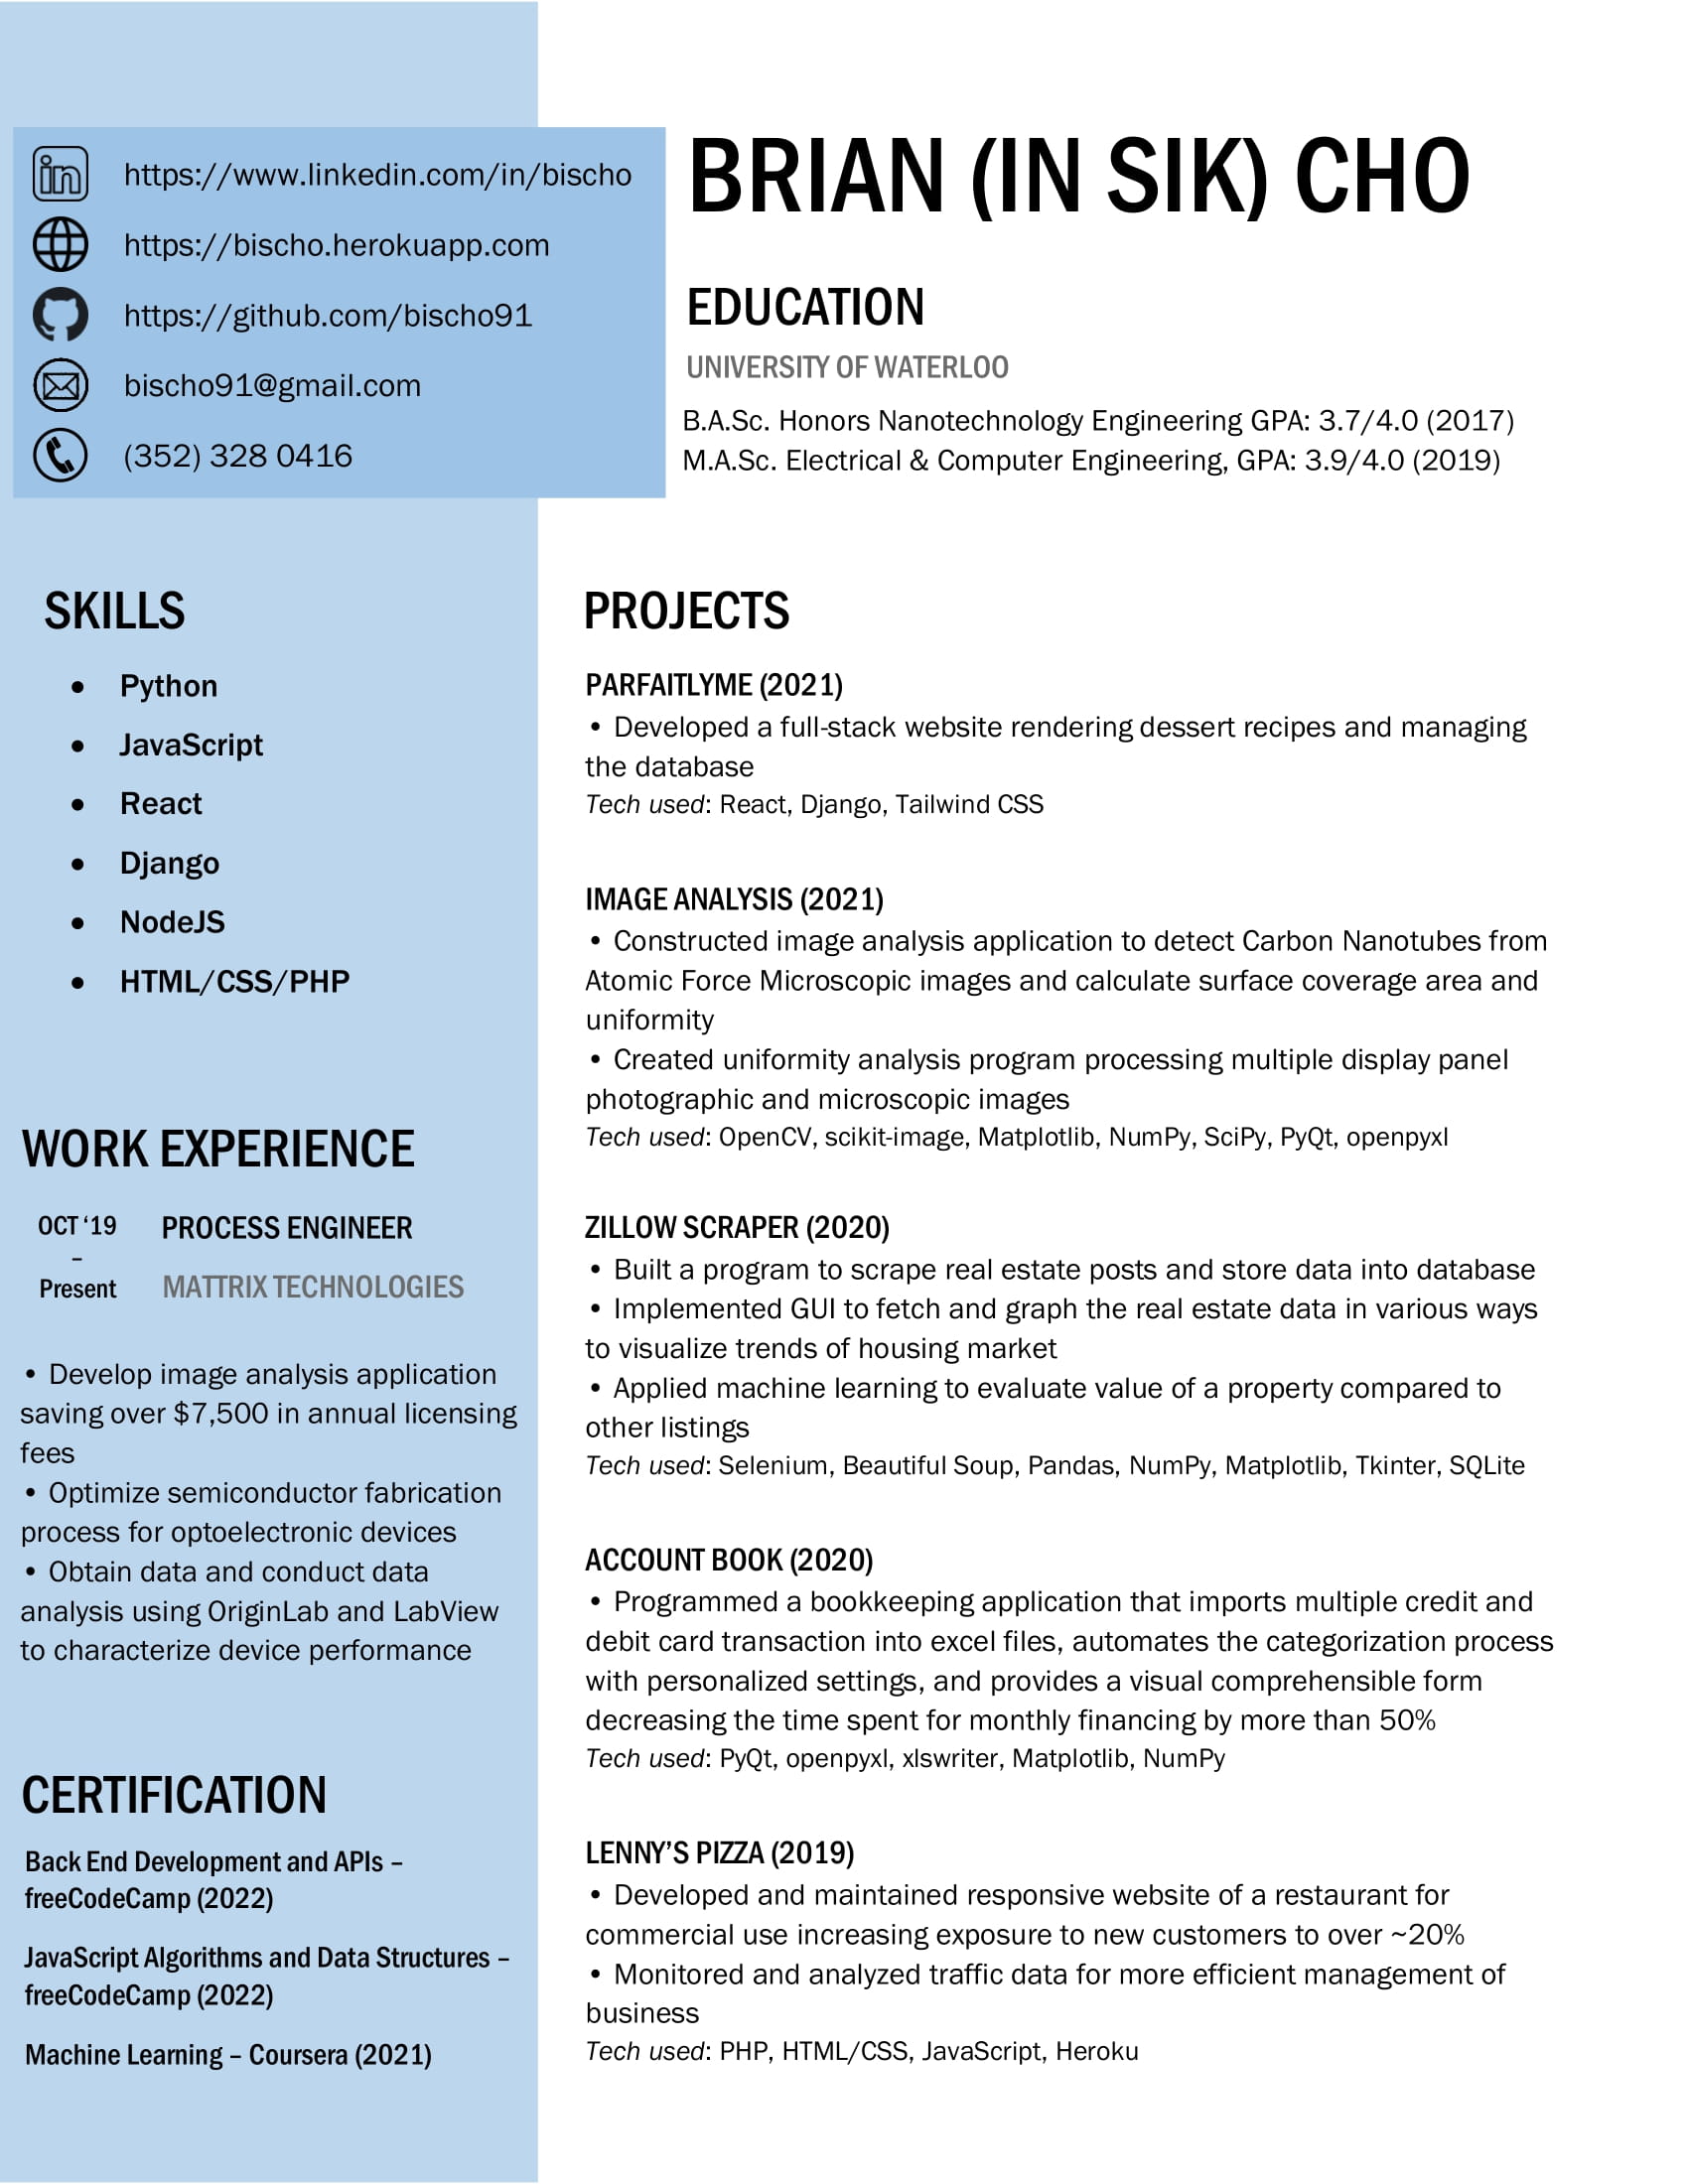 https://www.linkedin.com/in/bischo
https://bischo.herokuapp.com
https://github.com/bischo91
bischo91@gmail.com
(352) 328 0416
BRIAN (IN SIK) CHO
EDUCATION
UNIVERSITY OF WATERLOO
B.A.Sc. Honors Nanotechnology Engineering GPA: 3.7/4.0 (2017)
M.A.Sc. Electrical & Computer Engineering, GPA: 3.9/4.0 (2019)
SKILLS
• Python
• JavaScript
• React
• Django
• NodeJS
• HTML/CSS/PHP
WORK EXPERIENCE
OCT ‘19
–
Present
PROCESS ENGINEER
MATTRIX TECHNOLOGIES
• Develop image analysis application
saving over $7,500 in annual licensing
fees
• Optimize semiconductor fabrication
process for optoelectronic devices
• Obtain data and conduct data
analysis using OriginLab and LabView
to characterize device performance
CERTIFICATION
Back End Development and APIs –
freeCodeCamp (2022)
JavaScript Algorithms and Data Structures –
freeCodeCamp (2022)
Machine Learning – Coursera (2021)
PROJECTS
PARFAITLYME (2021)
• Developed a full-stack website rendering dessert recipes and managing
the database
Tech used: React, Django, Tailwind CSS
IMAGE ANALYSIS (2021)
• Constructed image analysis application to detect Carbon Nanotubes from
Atomic Force Microscopic images and calculate surface coverage area and
uniformity
• Created uniformity analysis program processing multiple display panel
photographic and microscopic images
Tech used: OpenCV, scikit-image, Matplotlib, NumPy, SciPy, PyQt, openpyxl
ZILLOW SCRAPER (2020)
• Built a program to scrape real estate posts and store data into database
• Implemented GUI to fetch and graph the real estate data in various ways
to visualize trends of housing market
• Applied machine learning to evaluate value of a property compared to
other listings
Tech used: Selenium, Beautiful Soup, Pandas, NumPy, Matplotlib, Tkinter, SQLite
ACCOUNT BOOK (2020)
• Programmed a bookkeeping application that imports multiple credit and
debit card transaction into excel files, automates the categorization process
with personalized settings, and provides a visual comprehensible form
decreasing the time spent for monthly financing by more than 50%
Tech used: PyQt, openpyxl, xlswriter, Matplotlib, NumPy
LENNY’S PIZZA (2019)
• Developed and maintained responsive website of a restaurant for
commercial use increasing exposure to new customers to over ~20%
• Monitored and analyzed traffic data for more efficient management of
business
Tech used: PHP, HTML/CSS, JavaScript, Heroku